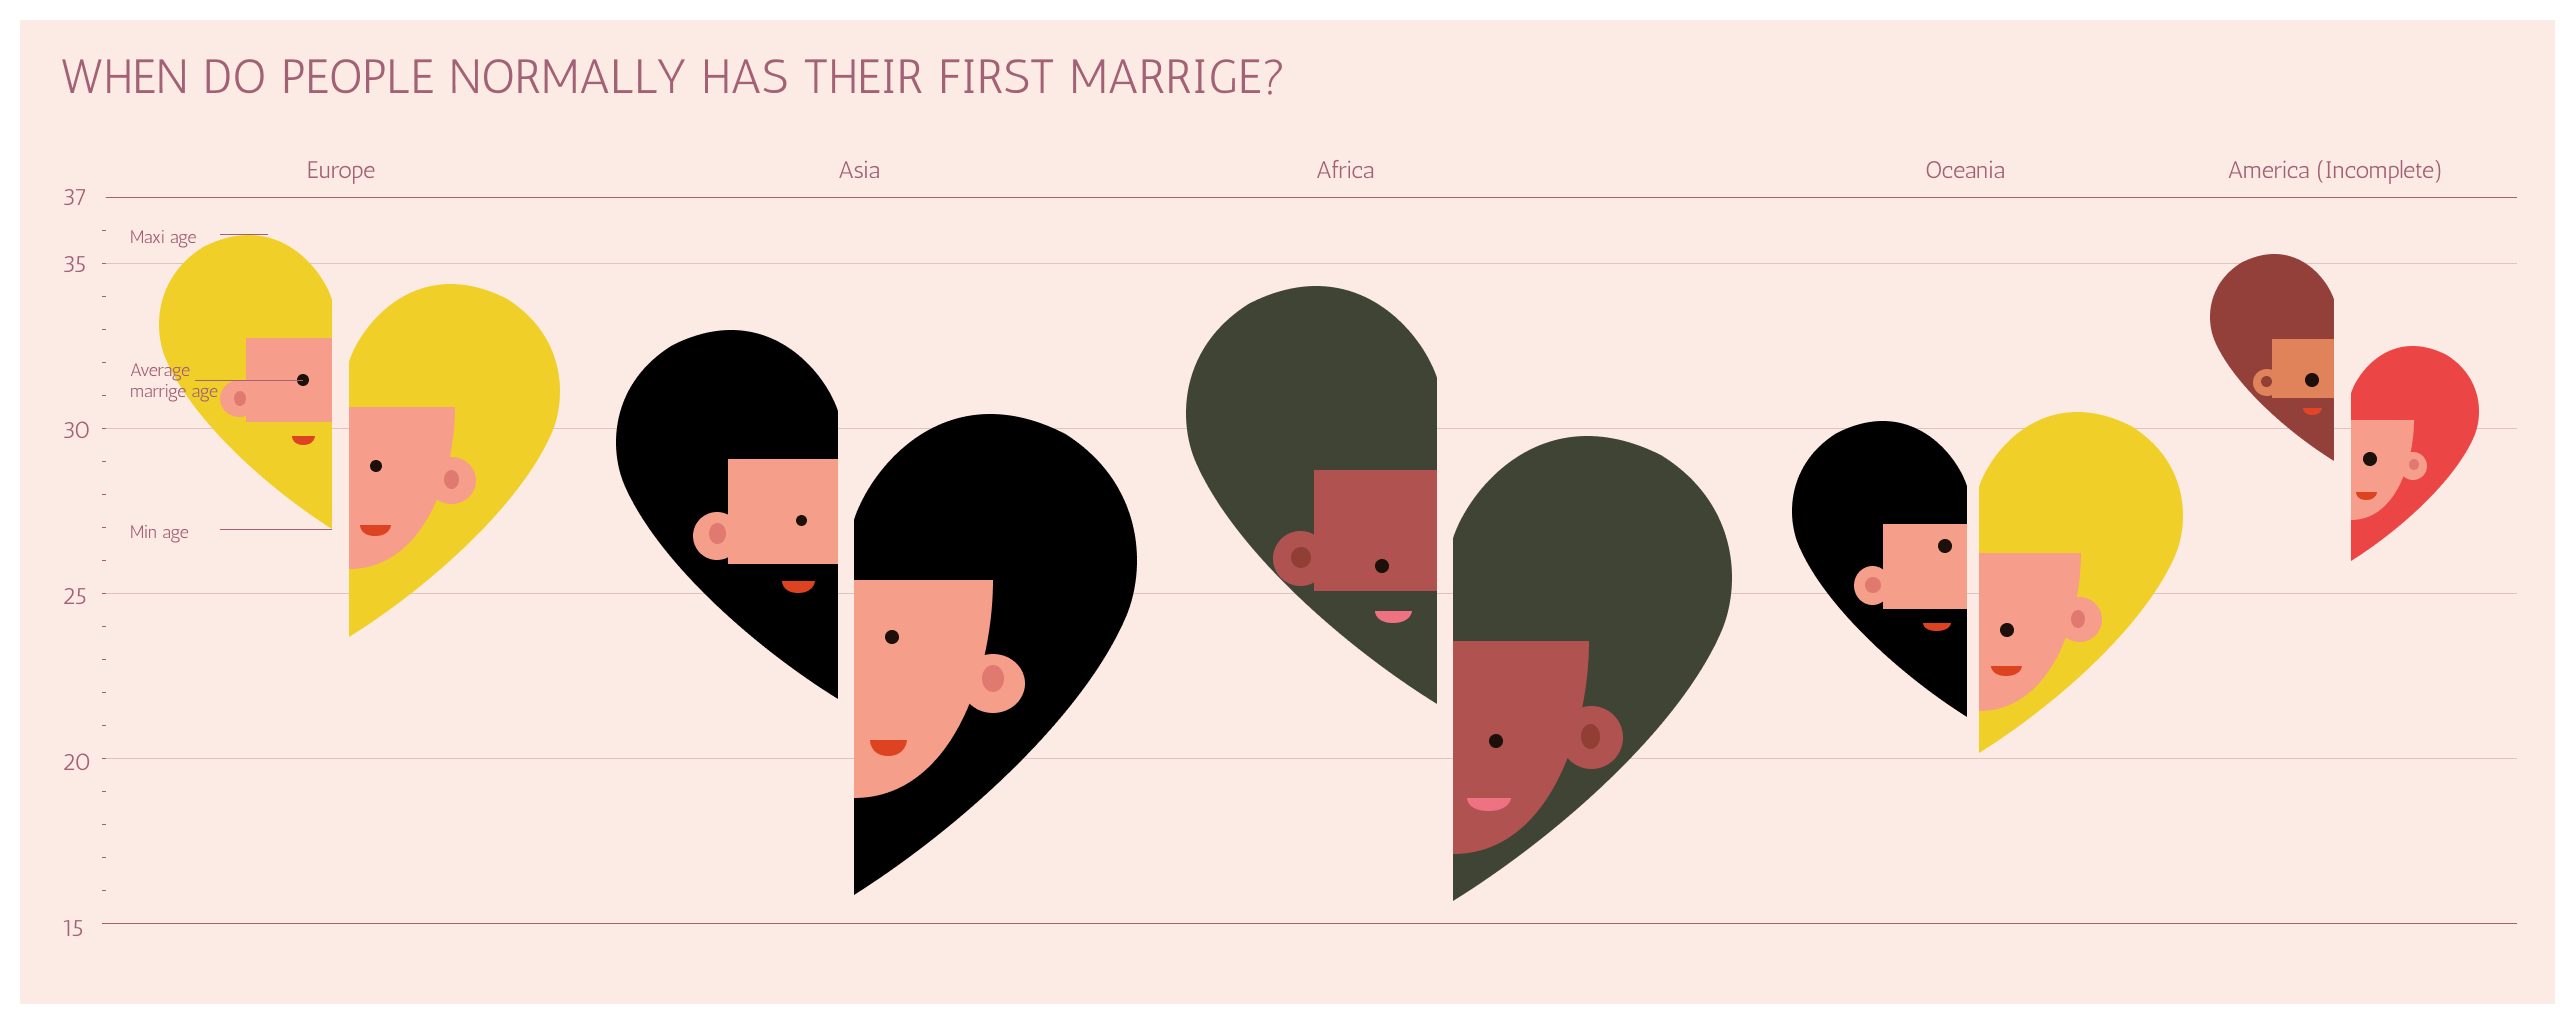 WHEN DO PEOPLE NORMALLY HAS THEIR FIRST MARRIGE?
Europe
Asia
Africa
Oceania
America (Incomplete)
37
Maxi age
35
Average
marrige age
30
Min age
25
20
15